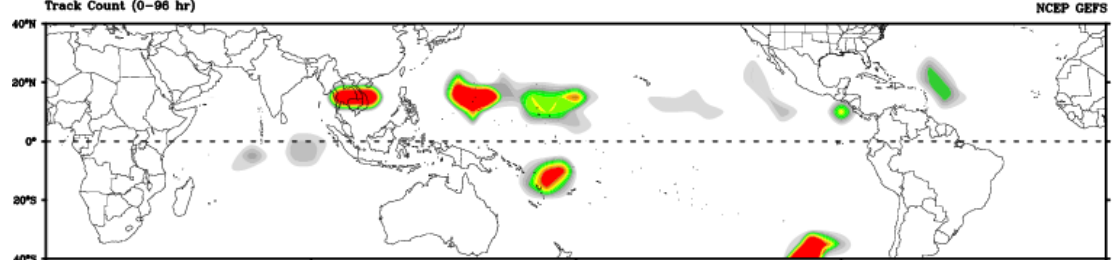 Track Count (0-96 hr)
NCEP GEFS
40°N
20°N
0°
20°S
40°S